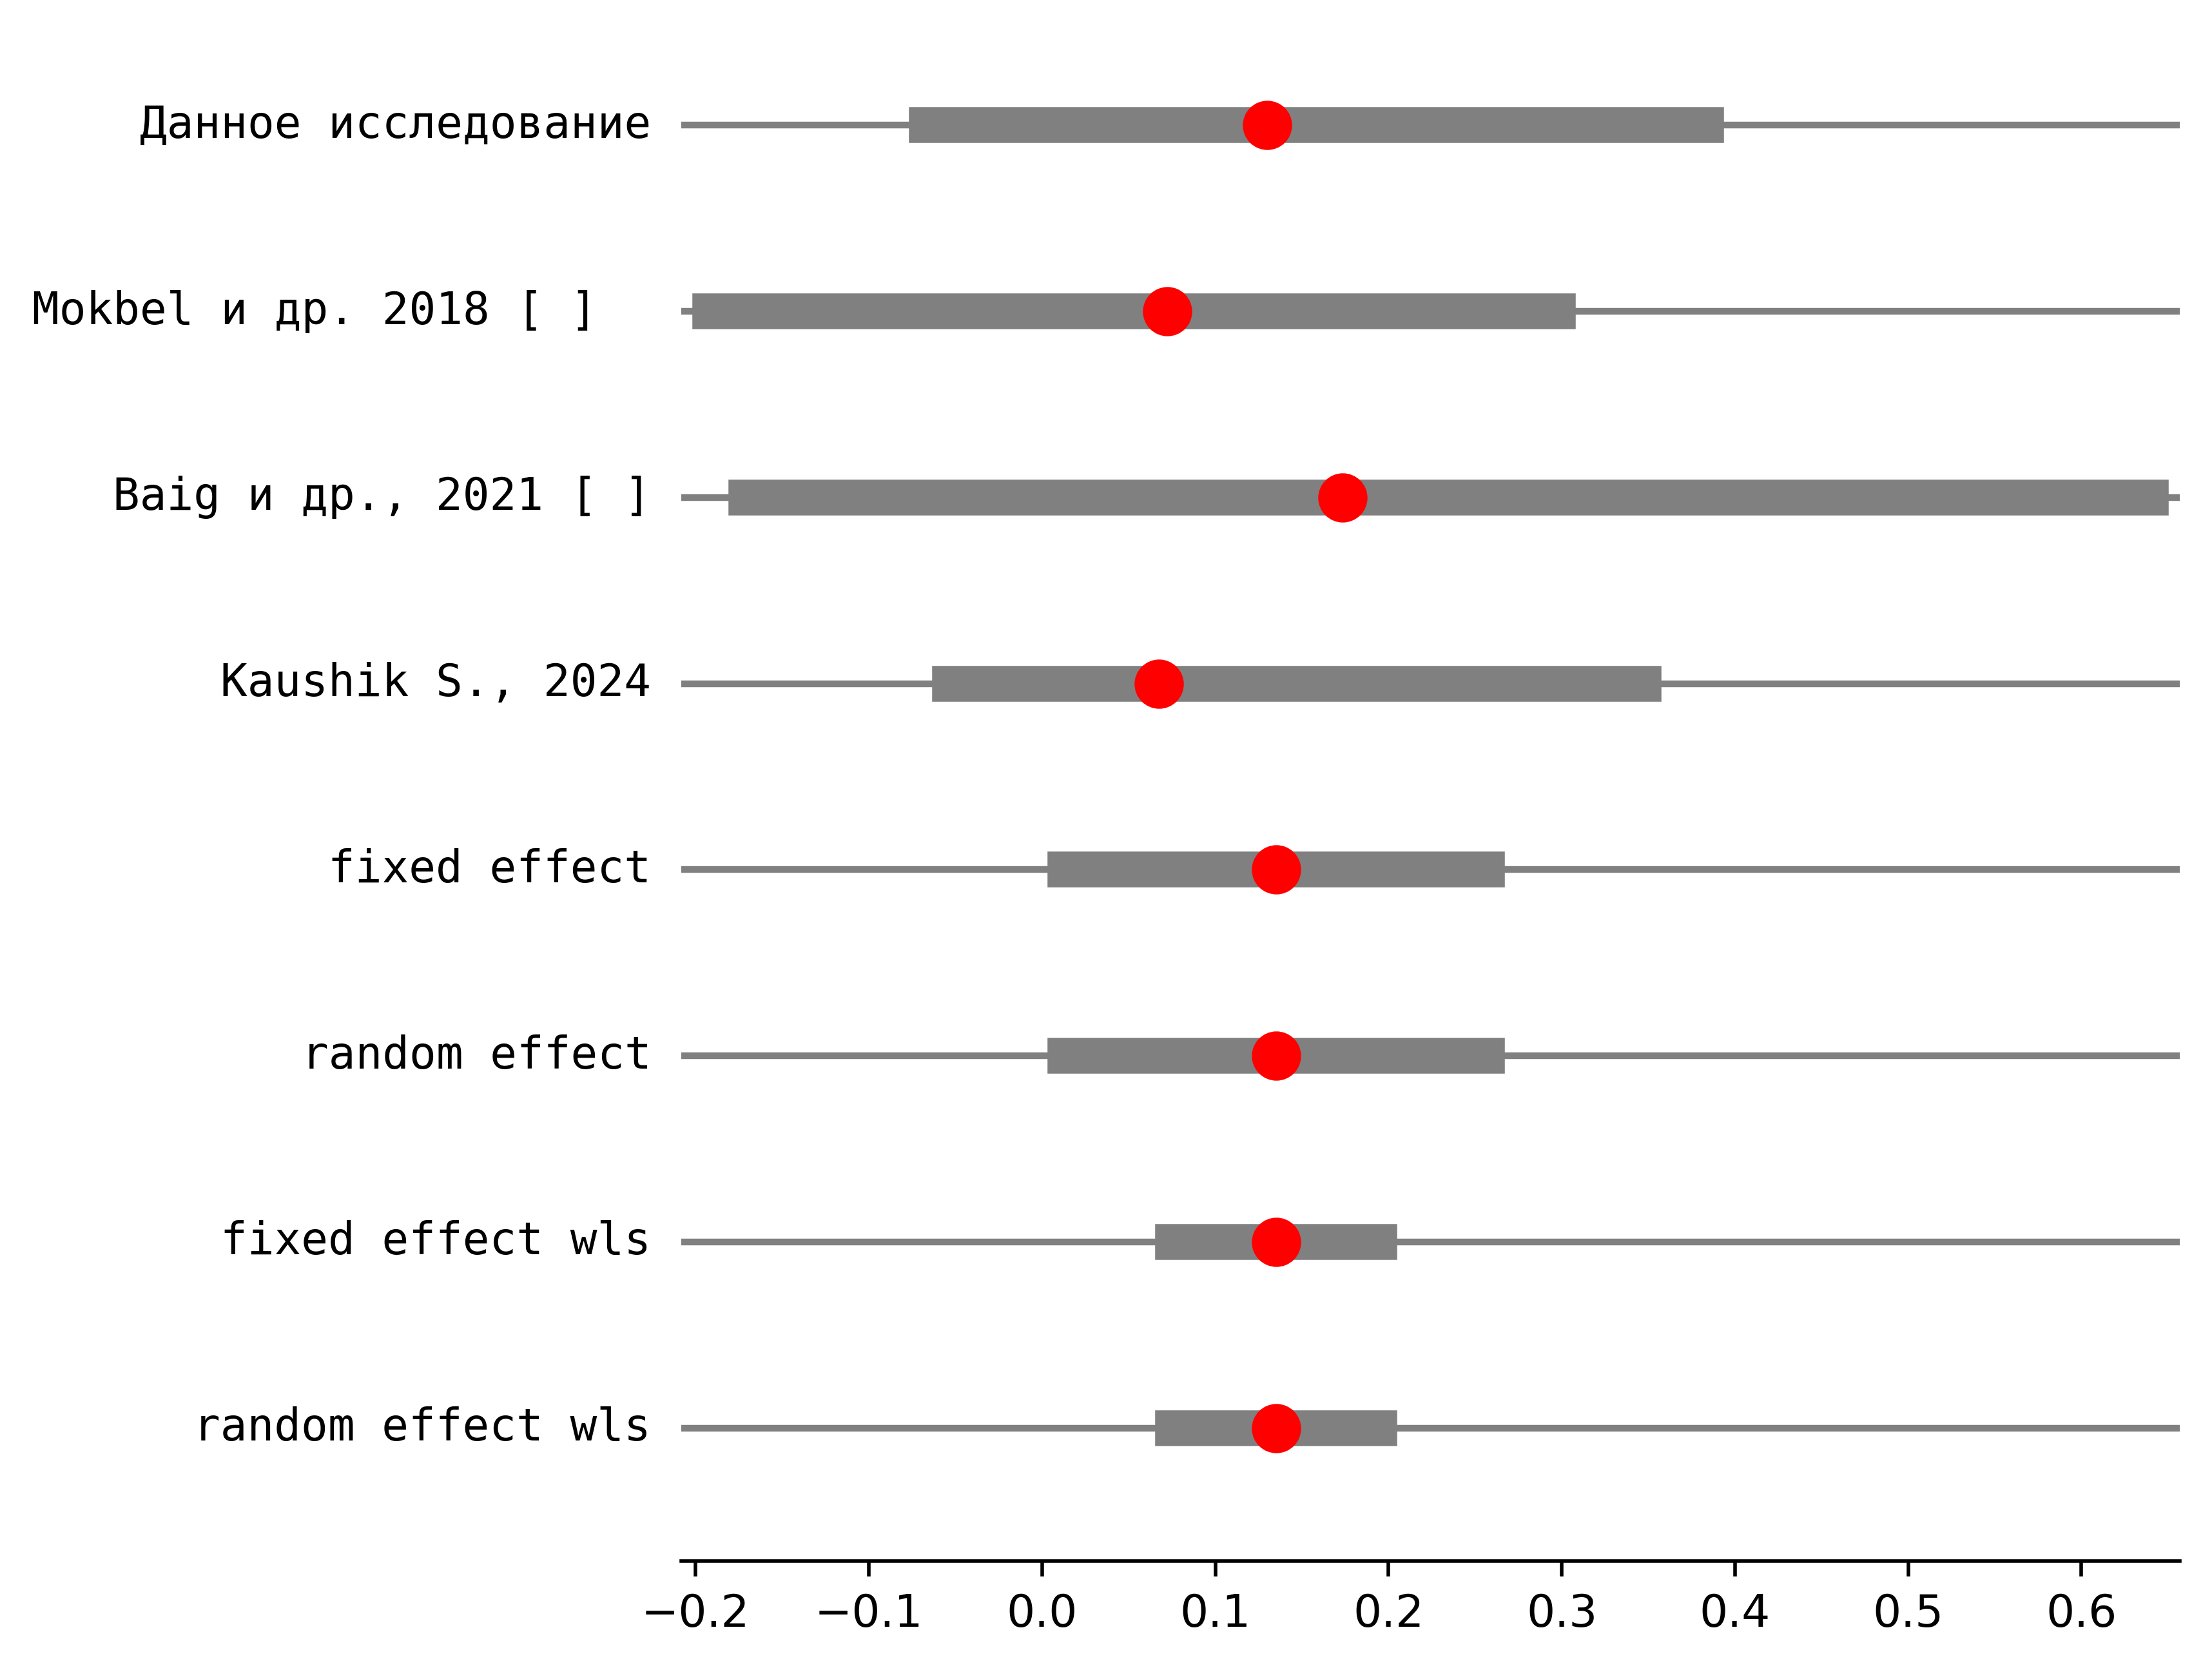 Данное исследование
Mokbel и др. 2018 [ ]
Baig и др., 2021 [ ]
Kaushik S., 2024
fixed effect
random effect
fixed effect wls
random effect wls
−0.2 −0.1 0.0 0.1 0.2 0.3 0.4 0.5 0.6